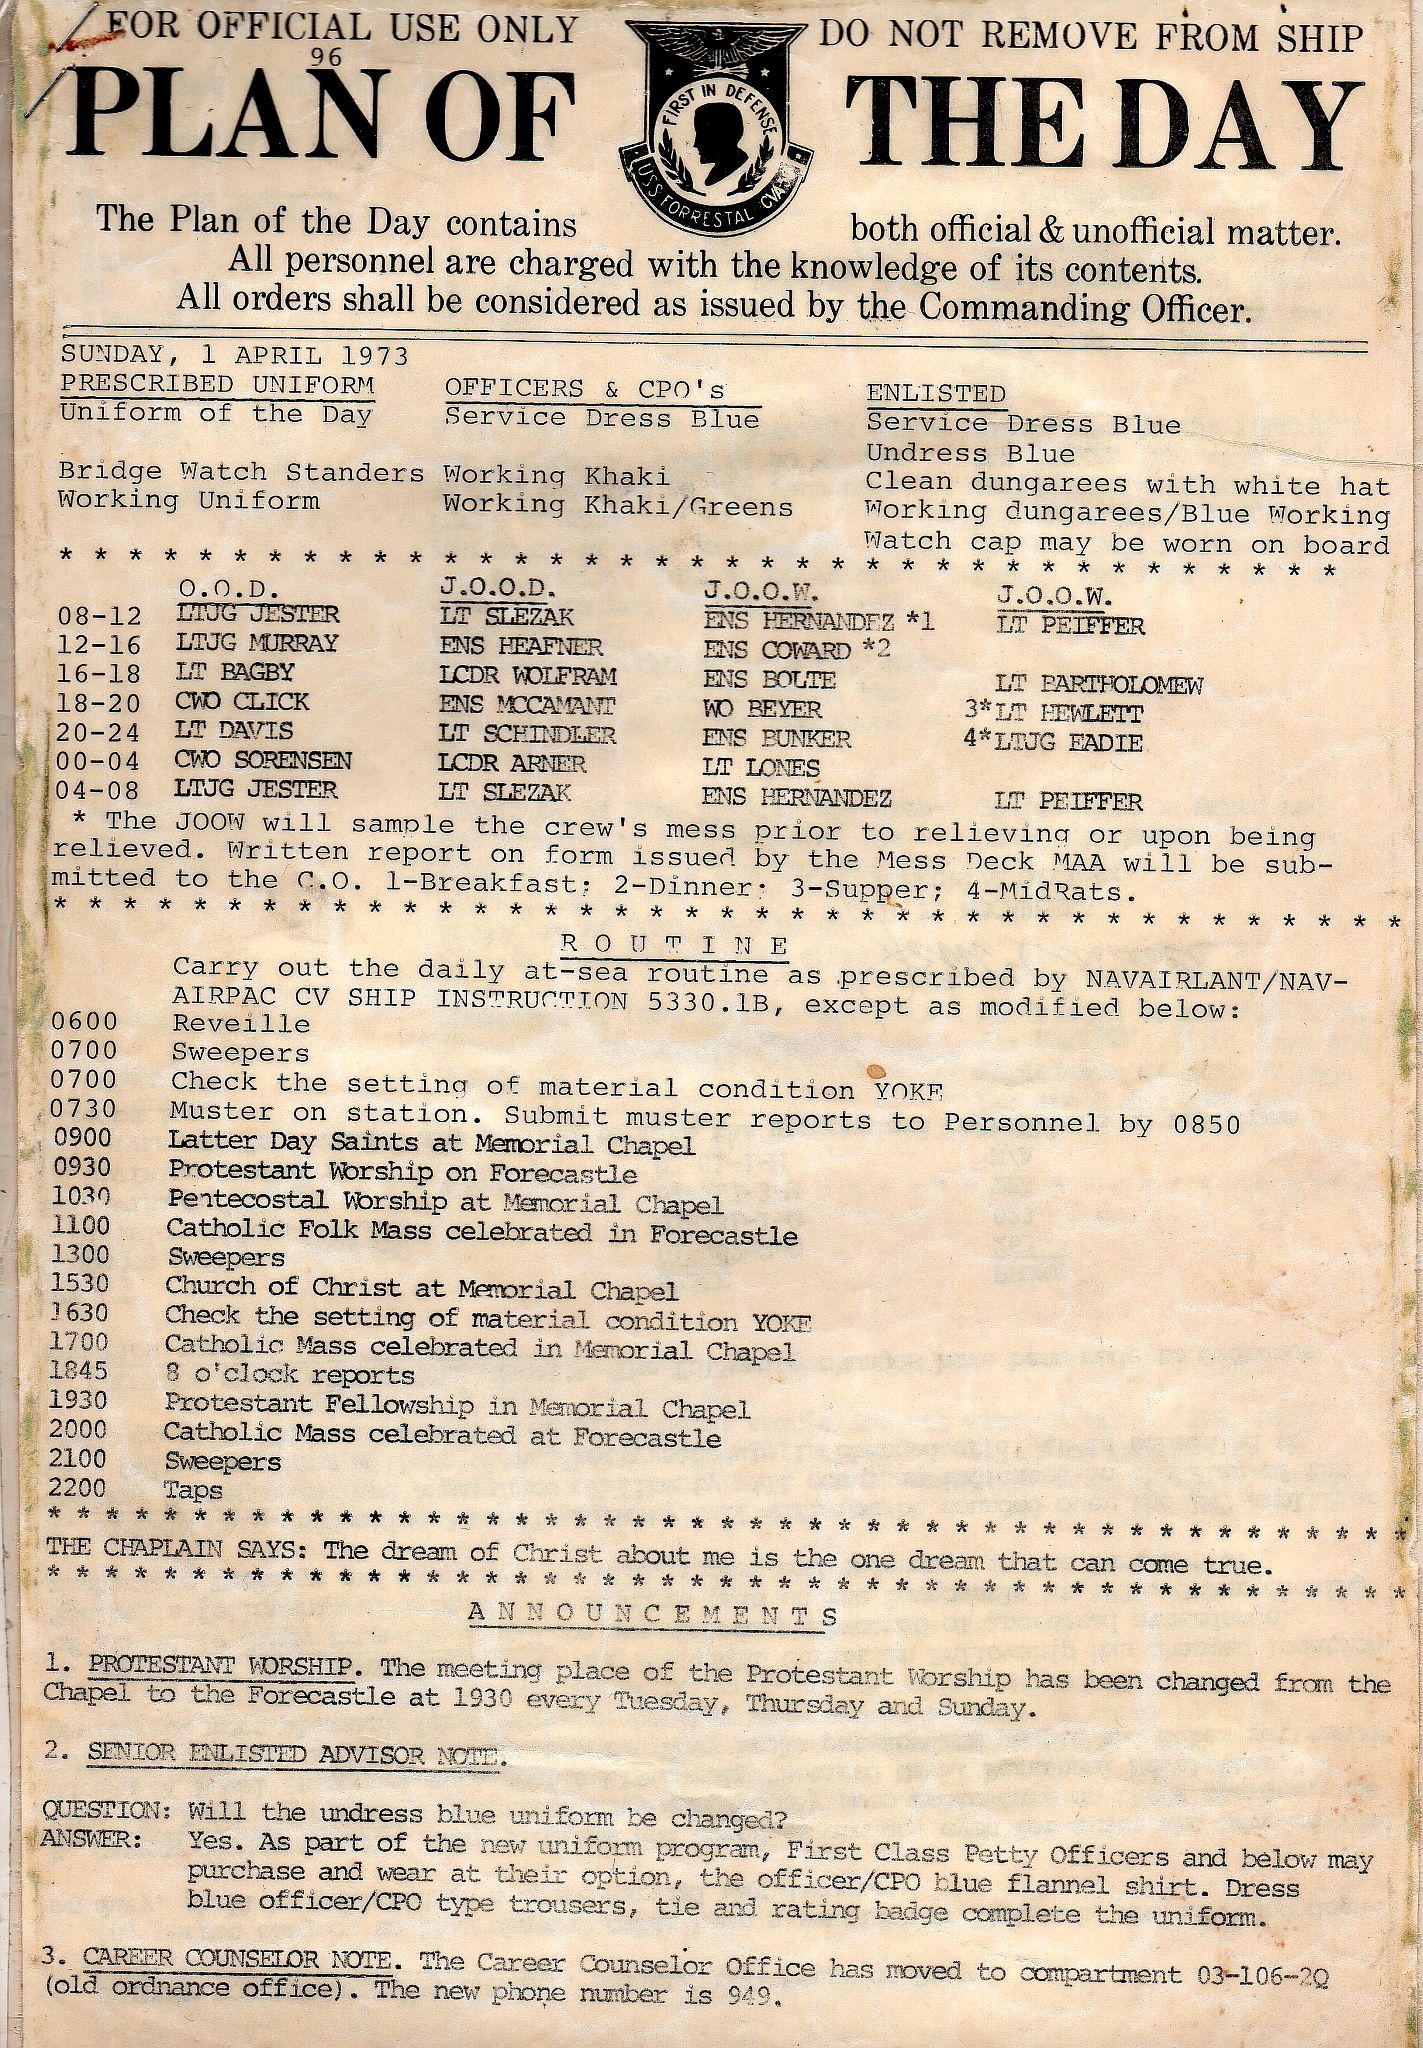 FOR OFFICIAL USE ONLY
DO NOT REMOVE FROM SHIP
96
PLAN OF
THE DAY
FIRST IN DEFENSE
USS FORRESTAL CVA
The Plan of the Day contains both official & unofficial matter.
All personnel are charged with the knowledge of its contents.
All orders shall be considered as issued by the Commanding Officer.
SUNDAY, 1 APRIL 1973
PRESCRIBED UNIFORM OFFICERS & CPO's ENLISTED
Uniform of the Day Service Dress Blue Service Dress Blue
Undress Blue
Bridge Watch Standers Working Khaki Clean dungarees with white hat
Working Uniform Working Khaki/Greens Working dungarees/Blue Working
Watch cap may be worn on board
* * * * * * * * * * * * * * * * * * * * * * * * * * * * * * * * * * * * *
O.O.D. J.O.O.D. J.O.O.W. J.O.O.W.
08-12 LTJG JESTER LT SLEZAK ENS HERNANDEZ *1 LT PEIFFER
12-16 LTJG MURRAY ENS HEAFNER ENS COWARD *2
16-18 LT BAGBY LCDR WOLFRAM ENS BOLTE LT BARTHOLOMEW
18-20 CWO CLICK ENS MCCAMANT WO BEYER 3*LT HEWLETT
20-24 LT DAVIS LT SCHINDLER ENS BUNKER 4*LTJG EADIE
00-04 CWO SORENSEN LCDR ARNER LT LONES
04-08 LTJG JESTER LT SLEZAK ENS HERNANDEZ LT PEIFFER
* The JOOW will sample the crew's mess prior to relieving or upon being
relieved. Written report on form issued by the Mess Deck MAA will be sub-
mitted to the C.O. 1-Breakfast; 2-Dinner; 3-Supper; 4-MidRats.
* * * * * * * * * * * * * * * * * * * * * * * * * * * * * * * * * * * * * * *
R O U T I N E
Carry out the daily at-sea routine as prescribed by NAVAIRLANT/NAV-
AIRPAC CV SHIP INSTRUCTION 5330.1B, except as modified below:
0600 Reveille
0700 Sweepers
0700 Check the setting of material condition YOKE
0730 Muster on station. Submit muster reports to Personnel by 0850
0900 Latter Day Saints at Memorial Chapel
0930 Protestant Worship on Forecastle
1030 Pentecostal Worship at Memorial Chapel
1100 Catholic Folk Mass celebrated in Forecastle
1300 Sweepers
1530 Church of Christ at Memorial Chapel
1630 Check the setting of material condition YOKE
1700 Catholic Mass celebrated in Memorial Chapel
1845 8 o'clock reports
1930 Protestant Fellowship in Memorial Chapel
2000 Catholic Mass celebrated at Forecastle
2100 Sweepers
2200 Taps
* * * * * * * * * * * * * * * * * * * * * * * * * * * * * * * * * * * * * * * * * * * * * * *
THE CHAPLAIN SAYS: The dream of Christ about me is the one dream that can come true.
* * * * * * * * * * * * * * * * * * * * * * * * * * * * * * * * * * * * * * * * * * * * * * *
A N N O U N C E M E N T S
1. PROTESTANT WORSHIP. The meeting place of the Protestant Worship has been changed from the
Chapel to the Forecastle at 1930 every Tuesday, Thursday and Sunday.
2. SENIOR ENLISTED ADVISOR NOTE.
QUESTION: Will the undress blue uniform be changed?
ANSWER: Yes. As part of the new uniform program, First Class Petty Officers and below may
purchase and wear at their option, the officer/CPO blue flannel shirt. Dress
blue officer/CPO type trousers, tie and rating badge complete the uniform.
3. CAREER COUNSELOR NOTE. The Career Counselor Office has moved to compartment 03-106-2Q
(old ordnance office). The new phone number is 949.